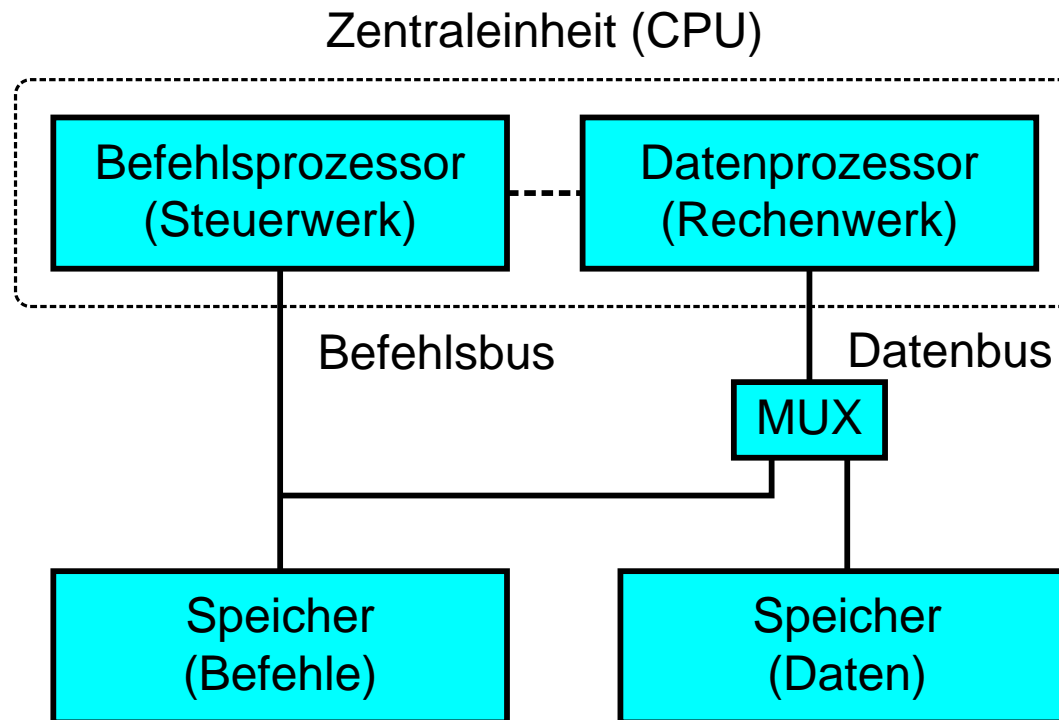 Zentraleinheit (CPU)
Befehlsprozessor
(Steuerwerk)
Datenprozessor
(Rechenwerk)
Befehlsbus
Datenbus
MUX
Speicher
(Befehle)
Speicher
(Daten)